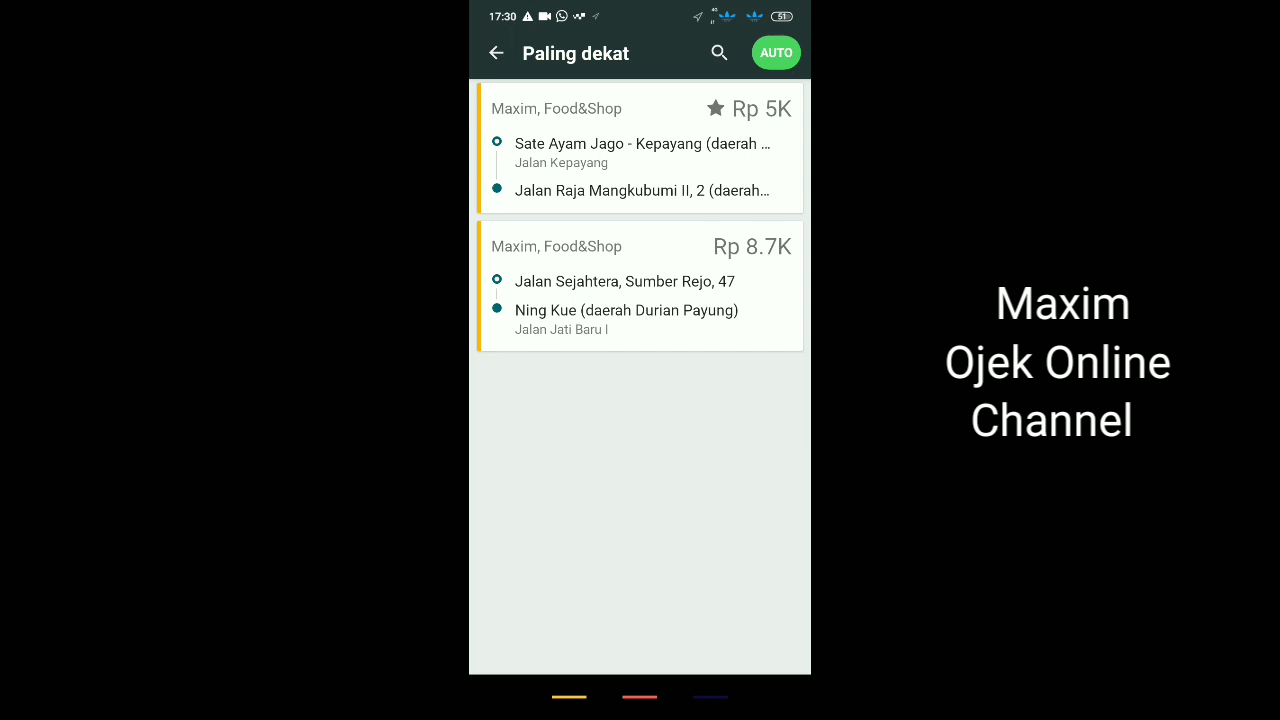 17:30
51
Paling dekat
AUTO
Maxim, Food&Shop
Rp 5K
Sate Ayam Jago - Kepayang (daerah ...
Jalan Kepayang
Jalan Raja Mangkubumi II, 2 (daerah...
Maxim, Food&Shop
Rp 8.7K
Jalan Sejahtera, Sumber Rejo, 47
Ning Kue (daerah Durian Payung)
Jalan Jati Baru I
Maxim
Ojek Online
Channel